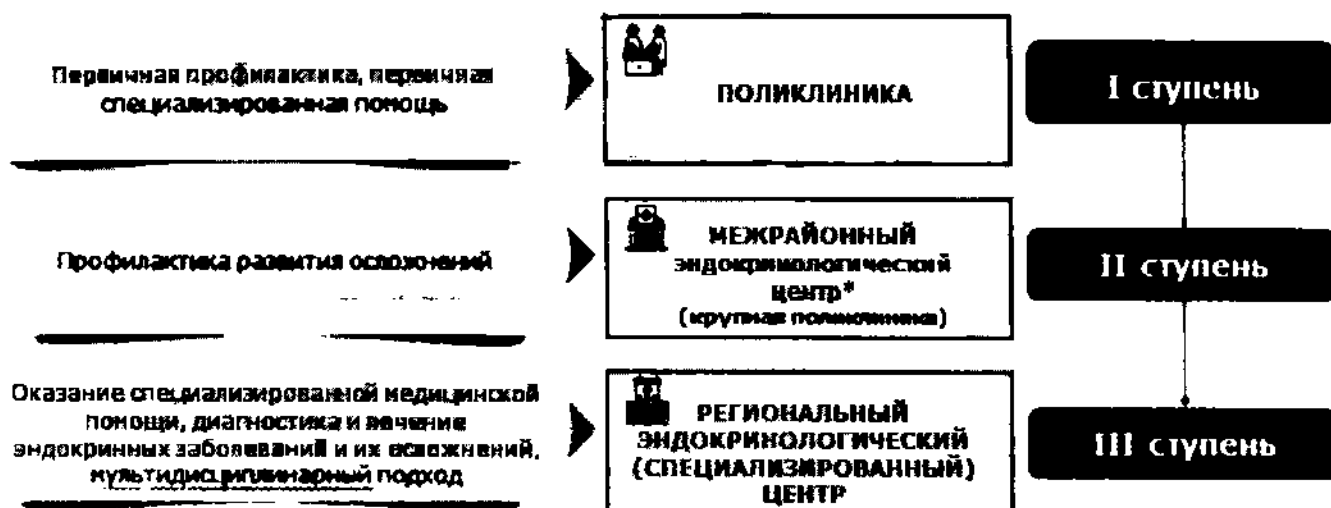 Первичная профилактика, первичная
специализированная помощь
ПОЛИКЛИНИКА
I ступень
Профилактика развития осложнений
МЕЖРАЙОННЫЙ
эндокринологический
центр*
(крупная поликлиника)
II ступень
Оказание специализированной медицинской
помощи, диагностика и лечение
эндокринных заболеваний и их осложнений,
мультидисциплинарный подход
РЕГИОНАЛЬНЫЙ
ЭНДОКРИНОЛОГИЧЕСКИЙ
(СПЕЦИАЛИЗИРОВАННЫЙ)
ЦЕНТР
III ступень